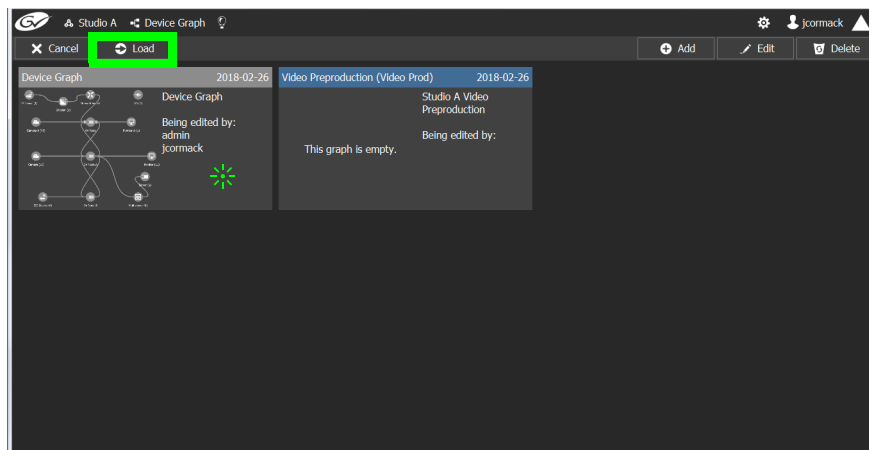 GV Studio A Device Graph jcormack
Cancel Load Add Edit Delete
Device Graph 2018-02-26
Device Graph
Being edited by:
admin
jcormack
Video Preproduction (Video Prod) 2018-02-26
Studio A Video
Preproduction
Being edited by:
This graph is empty.